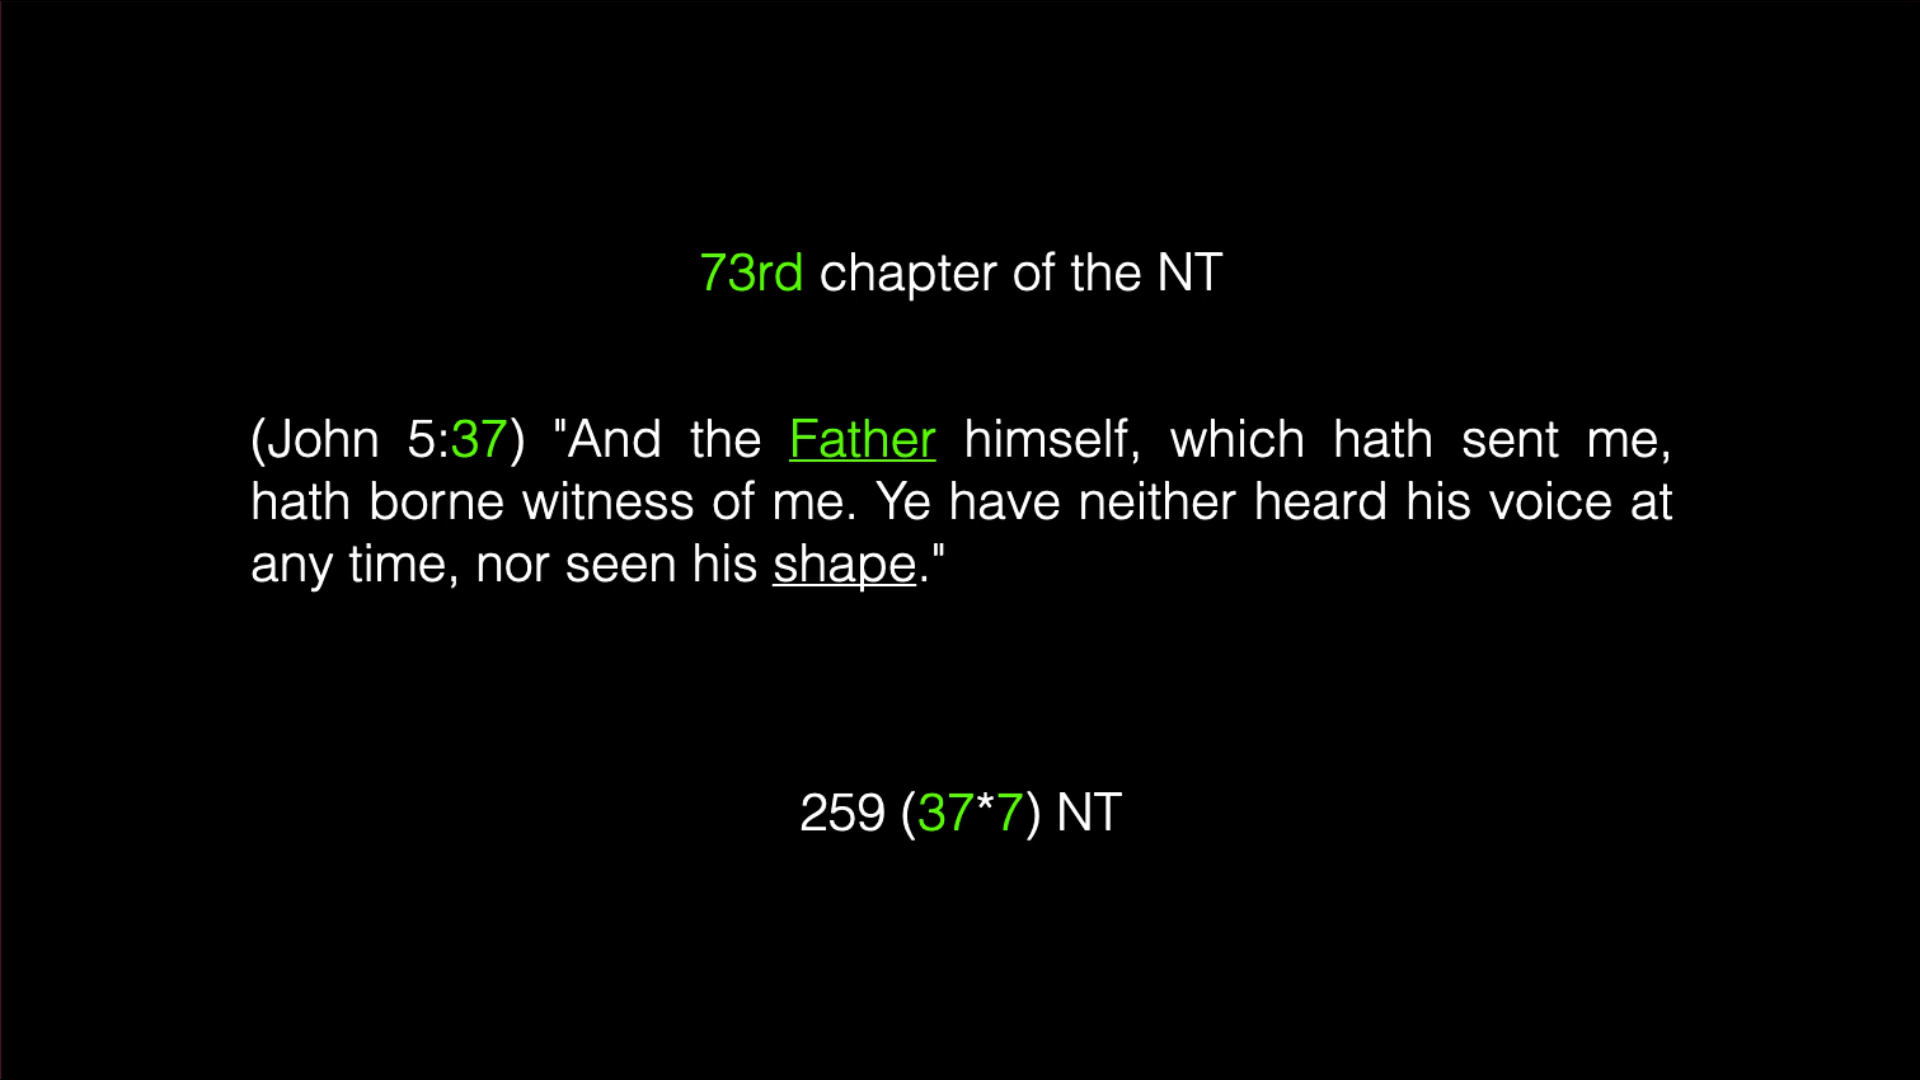 73rd chapter of the NT
(John 5:37) "And the Father himself, which hath sent me,
hath borne witness of me. Ye have neither heard his voice at
any time, nor seen his shape."
259 (37*7) NT